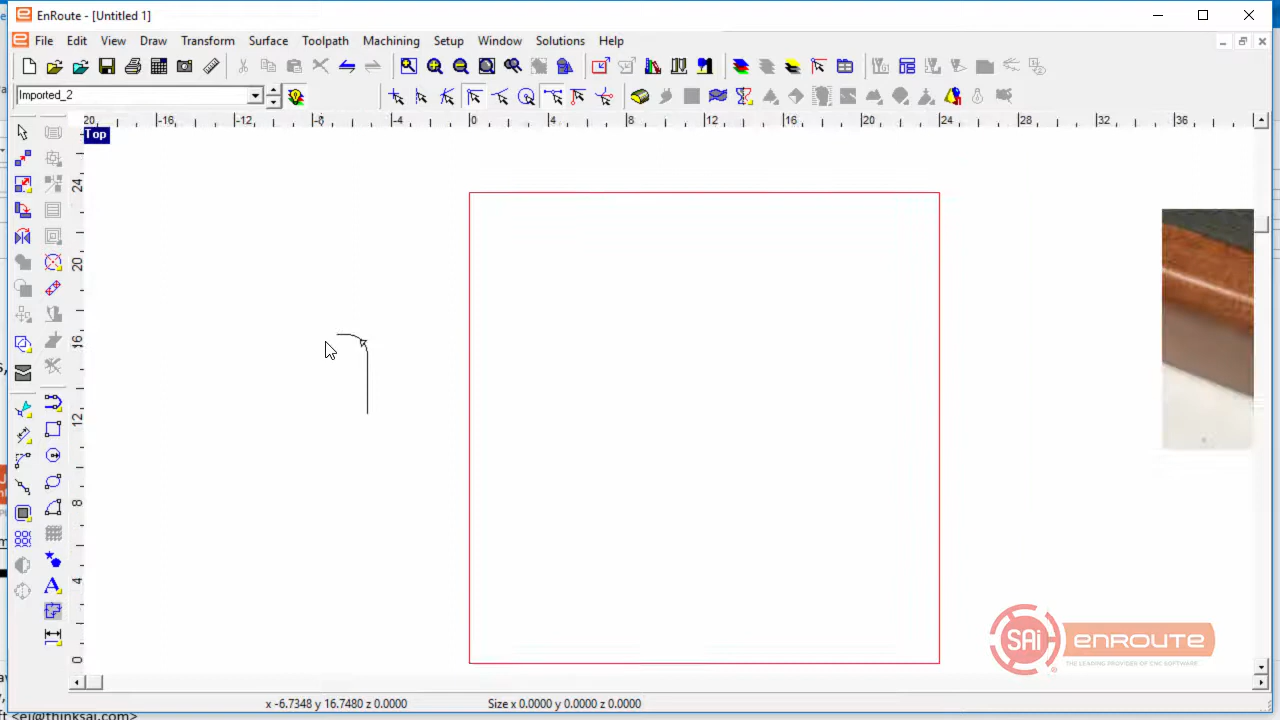 EnRoute - [Untitled 1]
File Edit View Draw Transform Surface Toolpath Machining Setup Window Solutions Help
Imported_2
20 -16 -12 -8 -4 0 4 8 12 16 20 24 28 32 36
Top
24
20
16
12
8
4
0
SAi ENROUTE
THE LEADING PROVIDER OF CNC SOFTWARE
x -6.7348 y 16.7480 z 0.0000 Size x 0.0000 y 0.0000 z 0.0000
<ej@thinksai.com>